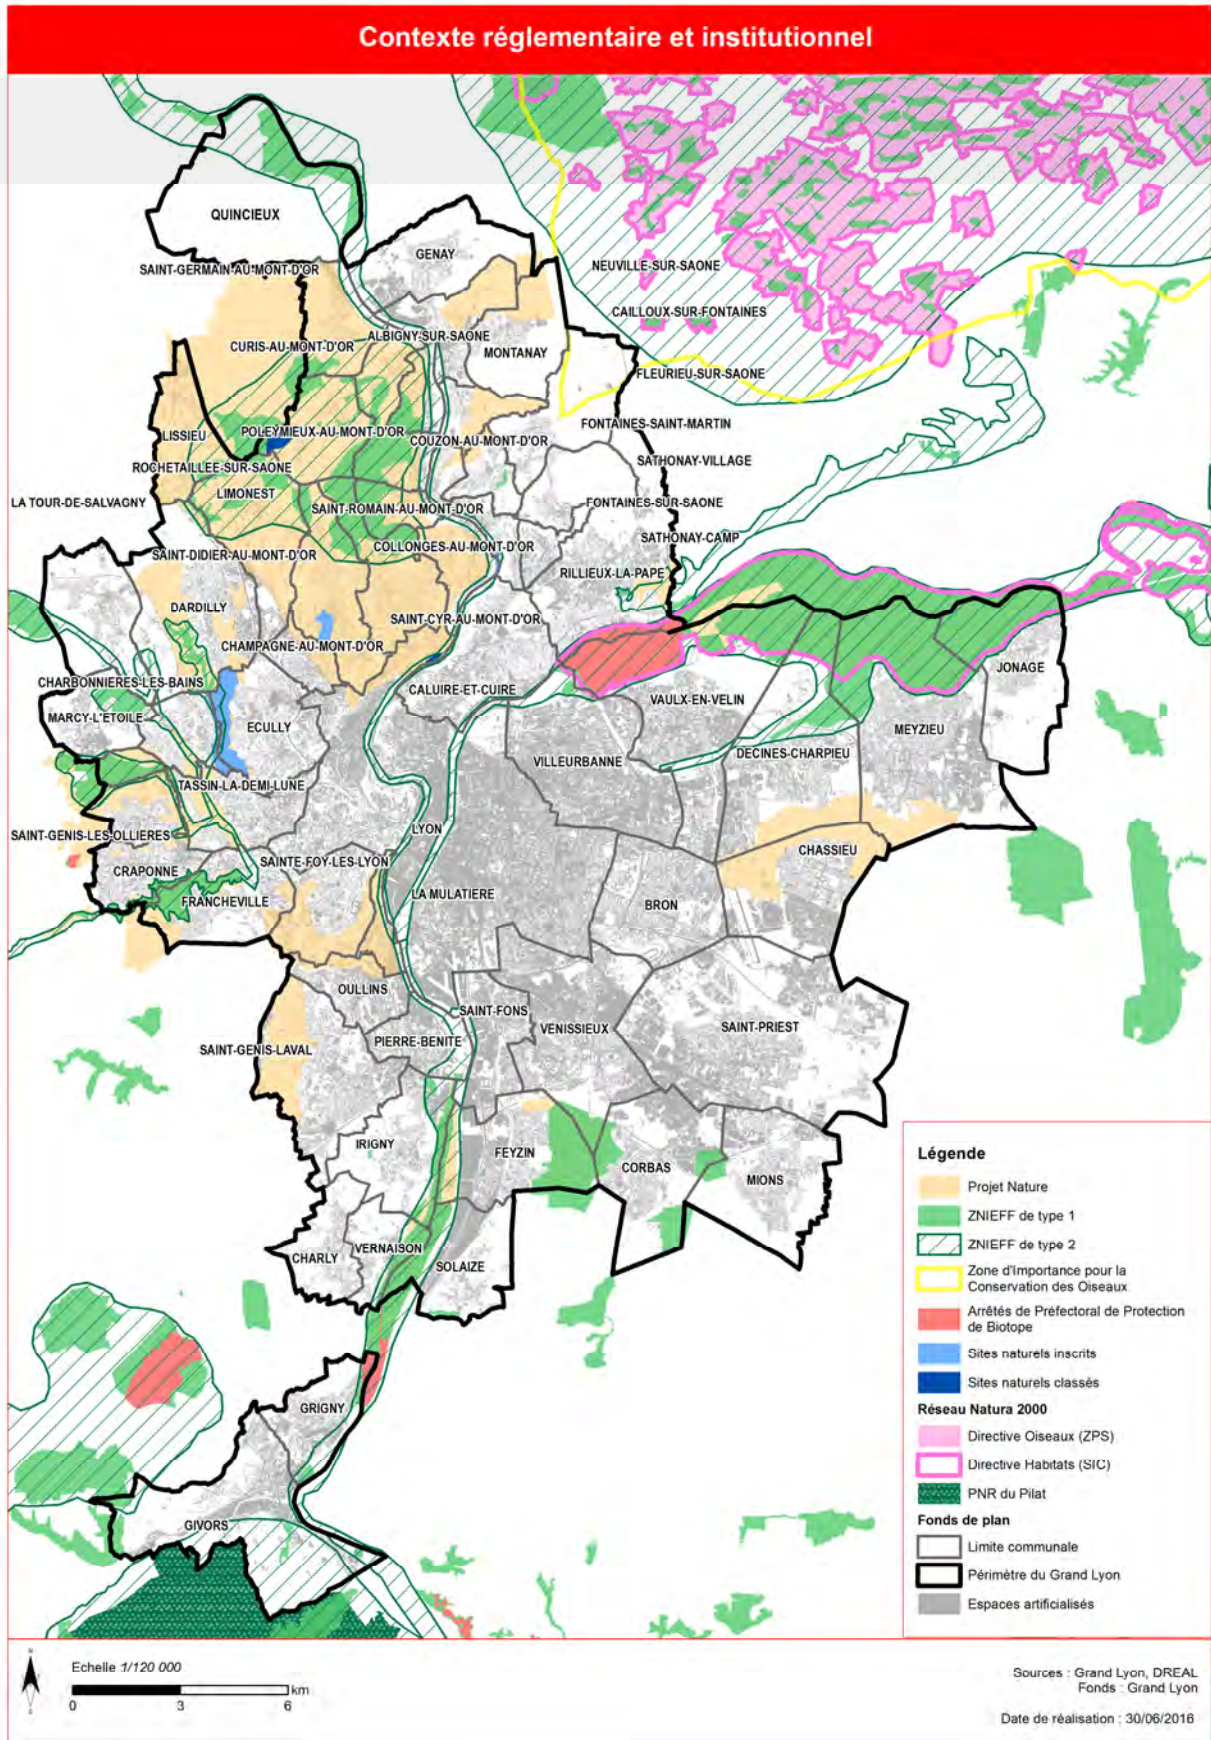 Contexte réglementaire et institutionnel
QUINCIEUX
GENAY
SAINT-GERMAIN-AU-MONT-D'OR
NEUVILLE-SUR-SAONE
CAILLOUX-SUR-FONTAINES
ALBIGNY-SUR-SAONE
CURIS-AU-MONT-D'OR
MONTANAY
FLEURIEU-SUR-SAONE
FONTAINES-SAINT-MARTIN
LISSIEU
POLEYMIEUX-AU-MONT-D'OR
COUZON-AU-MONT-D'OR
SATHONAY-VILLAGE
ROCHETAILLEE-SUR-SAONE
LIMONEST
LA TOUR-DE-SALVAGNY
SAINT-ROMAIN-AU-MONT-D'OR
FONTAINES-SUR-SAONE
SATHONAY-CAMP
SAINT-DIDIER-AU-MONT-D'OR
COLLONGES-AU-MONT-D'OR
RILLIEUX-LA-PAPE
DARDILLY
SAINT-CYR-AU-MONT-D'OR
CHAMPAGNE-AU-MONT-D'OR
JONAGE
CHARBONNIERES-LES-BAINS
CALUIRE-ET-CUIRE
VAULX-EN-VELIN
MARCY-L'ETOILE
ECULLY
MEYZIEU
DECINES-CHARPIEU
VILLEURBANNE
TASSIN-LA-DEMI-LUNE
LYON
SAINT-GENIS-LES-OLLIERES
CHASSIEU
SAINTE-FOY-LES-LYON
CRAPONNE
LA MULATIERE
FRANCHEVILLE
BRON
OULLINS
SAINT-FONS
VENISSIEUX
SAINT-PRIEST
PIERRE-BENITE
SAINT-GENIS-LAVAL
IRIGNY
FEYZIN
CORBAS
MIONS
VERNAISON
CHARLY
SOLAIZE
GRIGNY
GIVORS
Légende
Projet Nature
ZNIEFF de type 1
ZNIEFF de type 2
Zone d'Importance pour la
Conservation des Oiseaux
Arrêtés de Préfectoral de Protection
de Biotope
Sites naturels inscrits
Sites naturels classés
Réseau Natura 2000
Directive Oiseaux (ZPS)
Directive Habitats (SIC)
PNR du Pilat
Fonds de plan
Limite communale
Périmètre du Grand Lyon
Espaces artificialisés
N
Echelle 1/120 000
km
0 3 6
Sources : Grand Lyon, DREAL
Fonds : Grand Lyon
Date de réalisation : 30/06/2016